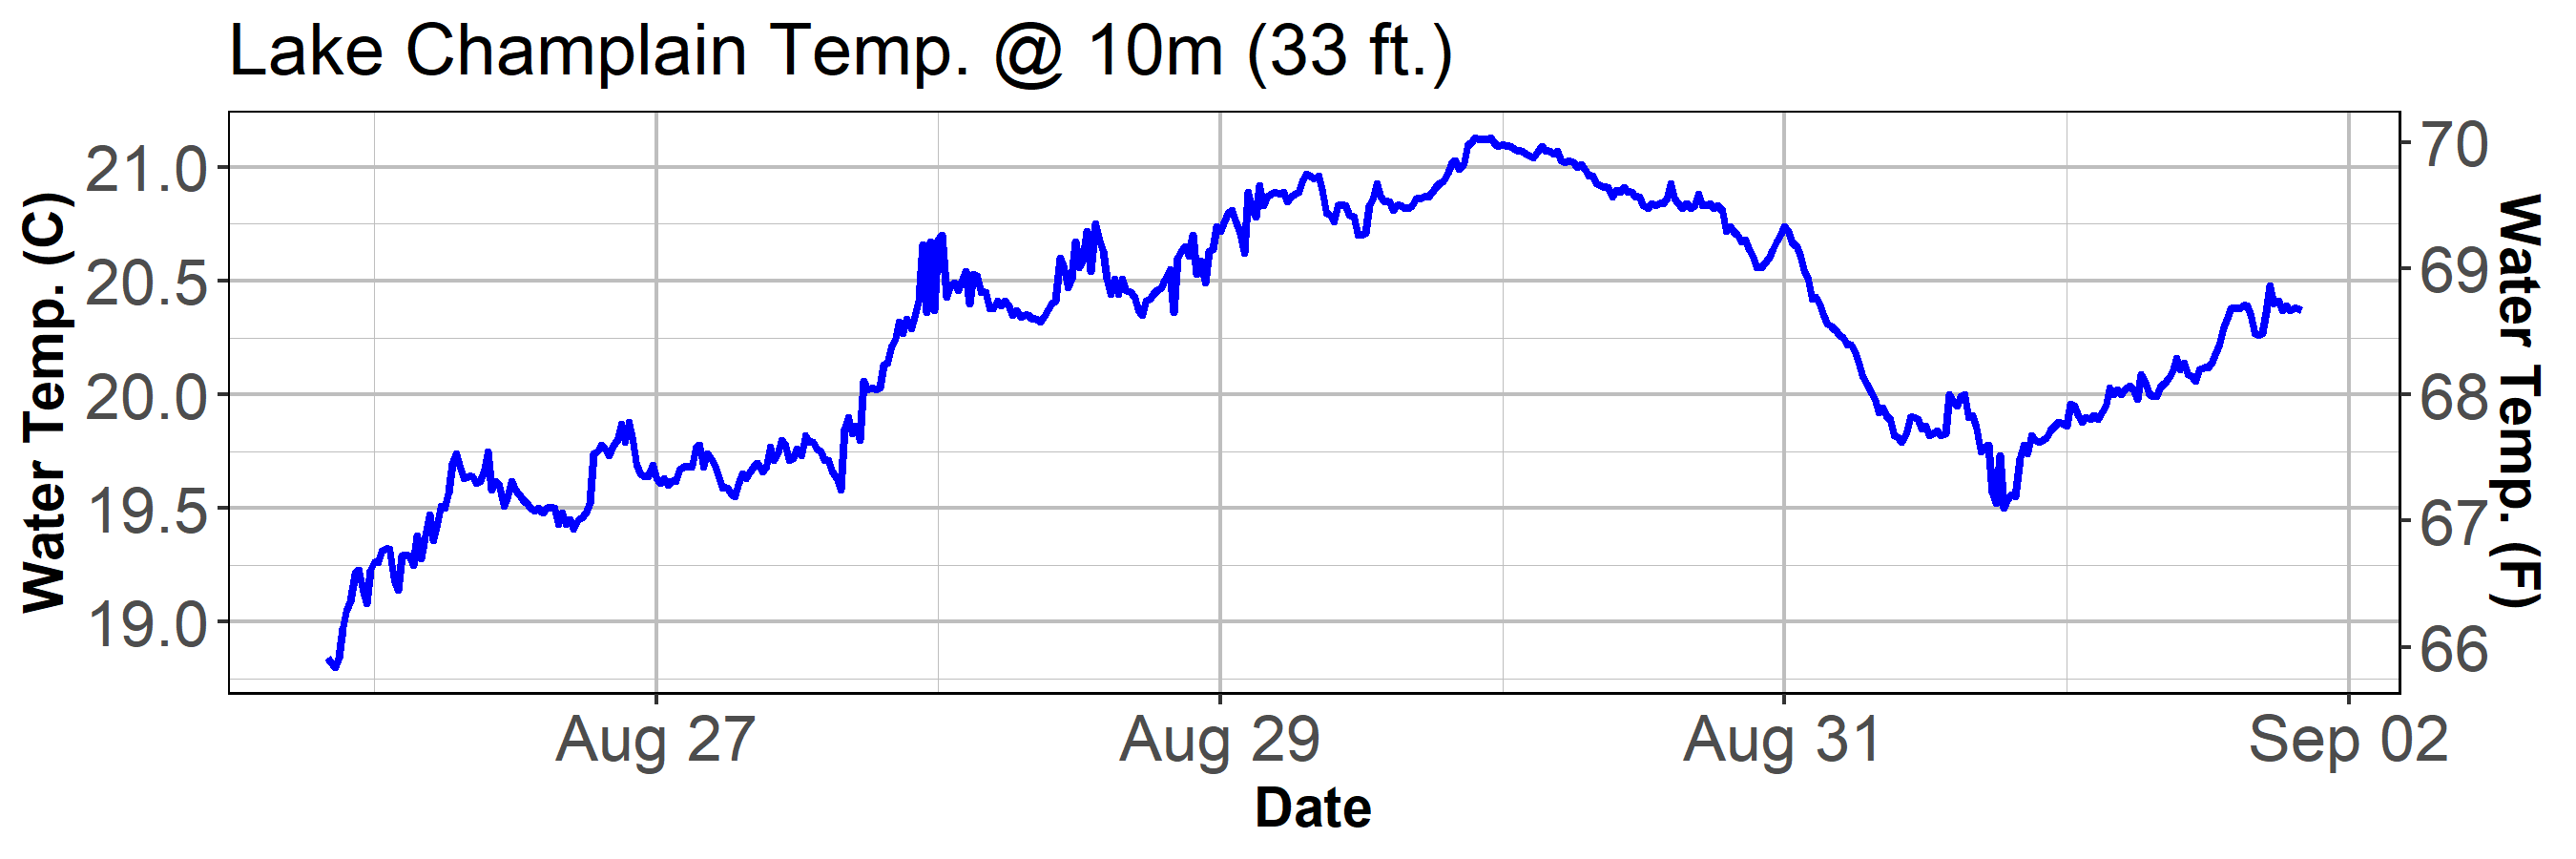 Lake Champlain Temp. @ 10m (33 ft.)
Water Temp. (C)
21.0
20.5
20.0
19.5
19.0
70
69
68
67
66
Water Temp. (F)
Aug 27
Aug 29
Aug 31
Sep 02
Date